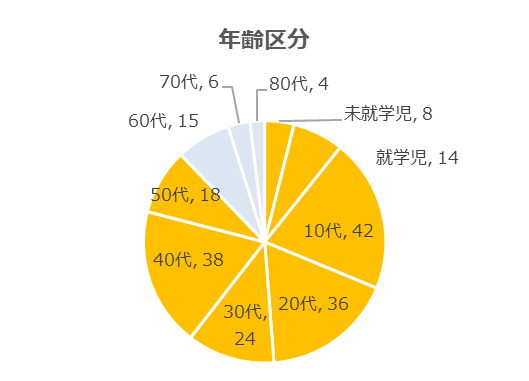 年齢区分
70代, 6
80代, 4
60代, 15
未就学児, 8
就学児, 14
50代, 18
10代, 42
40代, 38
20代, 36
30代,
24